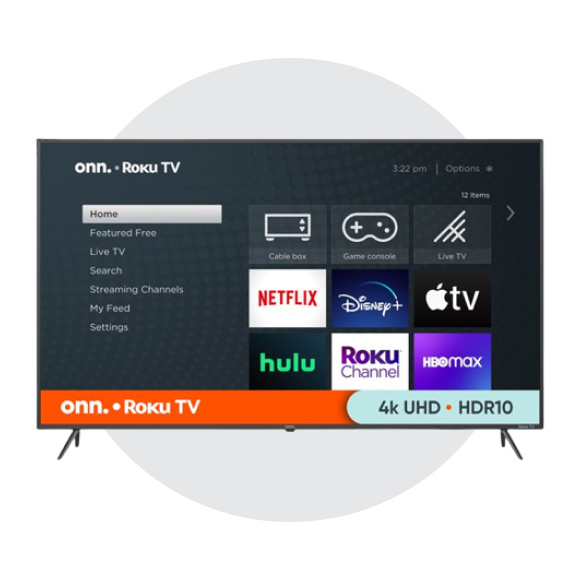 onn. • Roku TV
3:22 pm | Options ✱
12 Items
Home
Featured Free
Live TV
Search
Streaming Channels
My Feed
Settings
Cable box
Game console
Live TV
NETFLIX
Disney+
tv
hulu
Roku Channel
HBOmax
onn. • Roku TV
4k UHD • HDR10